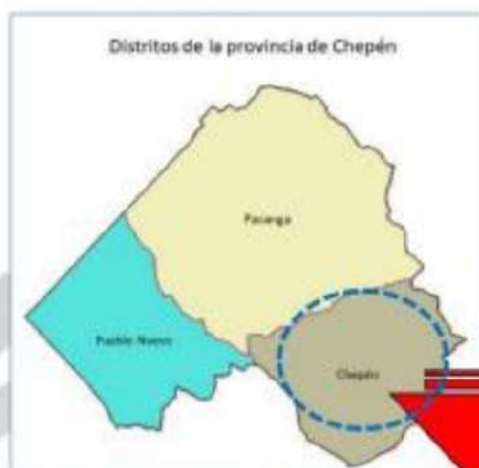 Distritos de la provincia de Chepén
Pacanga
Pueblo Nuevo
Chepén